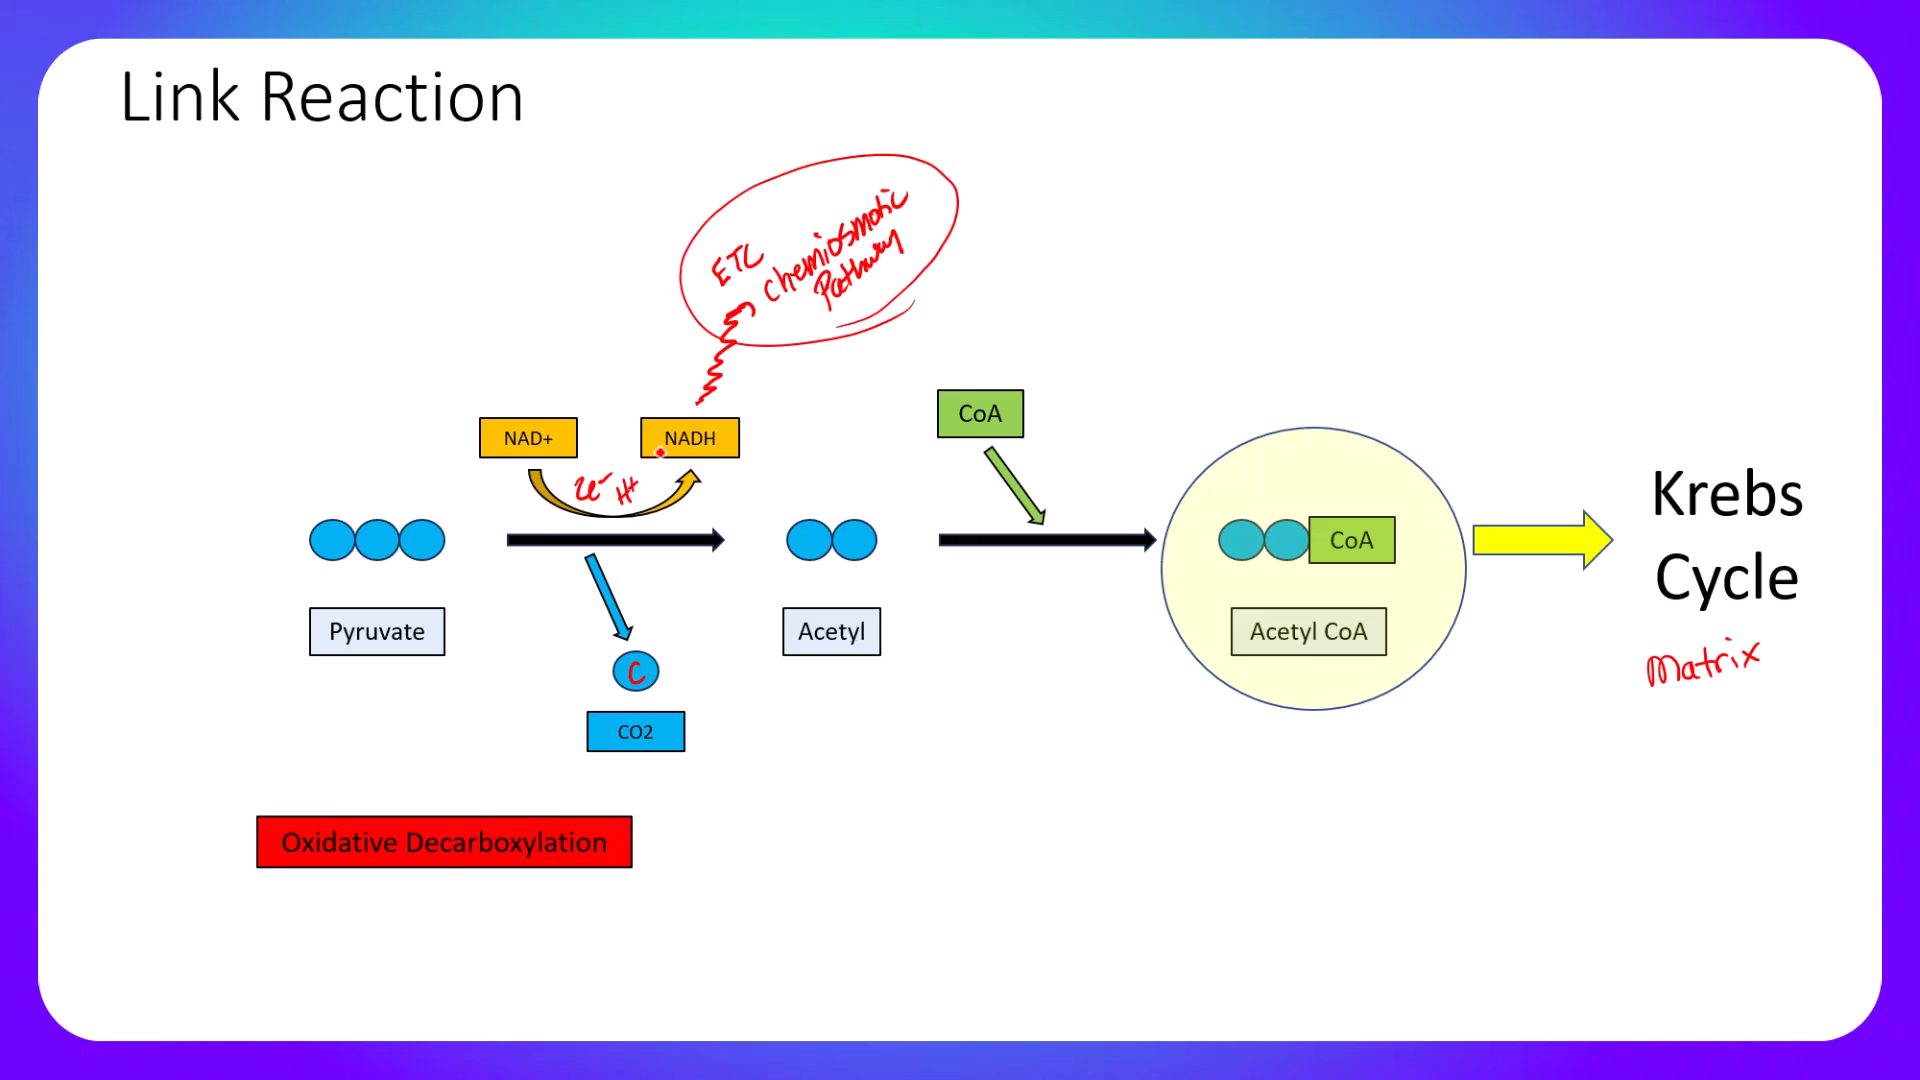 Link Reaction
ETC
chemiosmotic
Pathway
CoA
NAD+
NADH
2e- H+
CoA
Krebs
Cycle
Pyruvate
Acetyl
Acetyl CoA
Matrix
C
CO2
Oxidative Decarboxylation